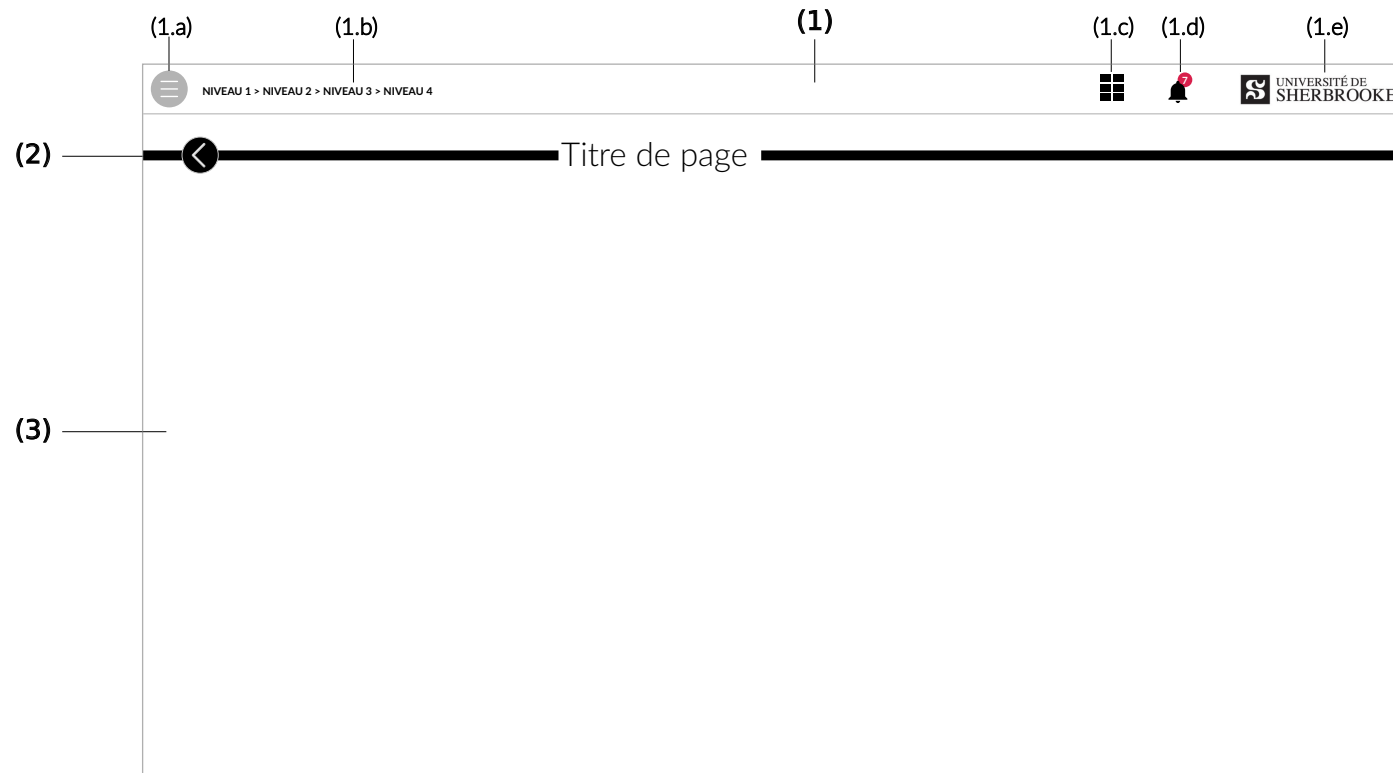 (1.a) (1.b) (1) (1.c) (1.d) (1.e)
NIVEAU 1 > NIVEAU 2 > NIVEAU 3 > NIVEAU 4
7
UNIVERSITÉ DE
SHERBROOKE
(2)
Titre de page
(3)